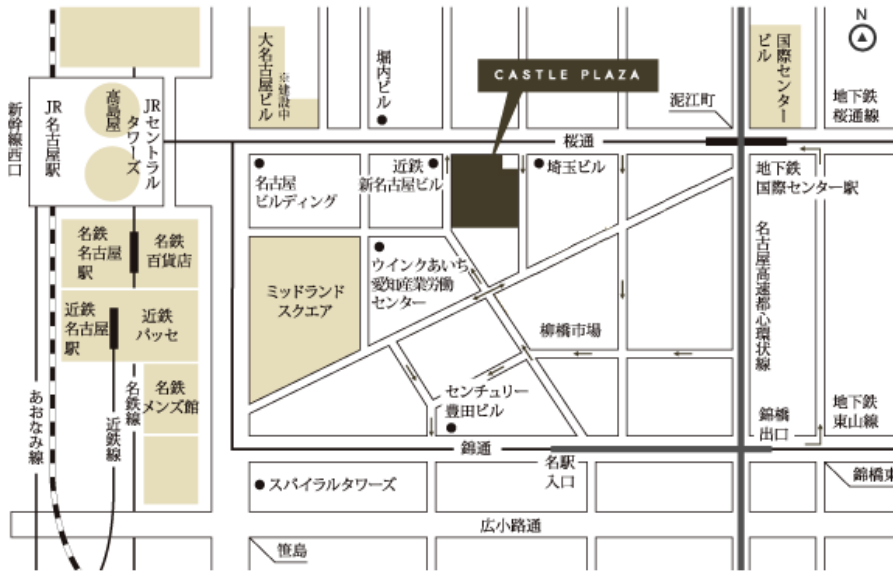 N
大名古屋ビル
※建設中
堀内ビル
CASTLE PLAZA
泥江町
国際センター
ビル
地下鉄
桜通線
新幹線西口
JR名古屋駅
高島屋
JRセントラル
タワーズ
桜通
名古屋
ビルディング
近鉄
新名古屋ビル
埼玉ビル
地下鉄
国際センター駅
名鉄
名古屋
駅
名鉄
百貨店
ミッドランド
スクエア
ウインクあいち
愛知産業労働
センター
名古屋高速都心環状線
近鉄
名古屋
駅
近鉄
パッセ
柳橋市場
名鉄
メンズ館
センチュリー
豊田ビル
あおなみ線
近鉄線
名鉄線
錦橋
出口
地下鉄
東山線
錦通
名駅
入口
スパイラルタワーズ
錦橋東
広小路通
笹島